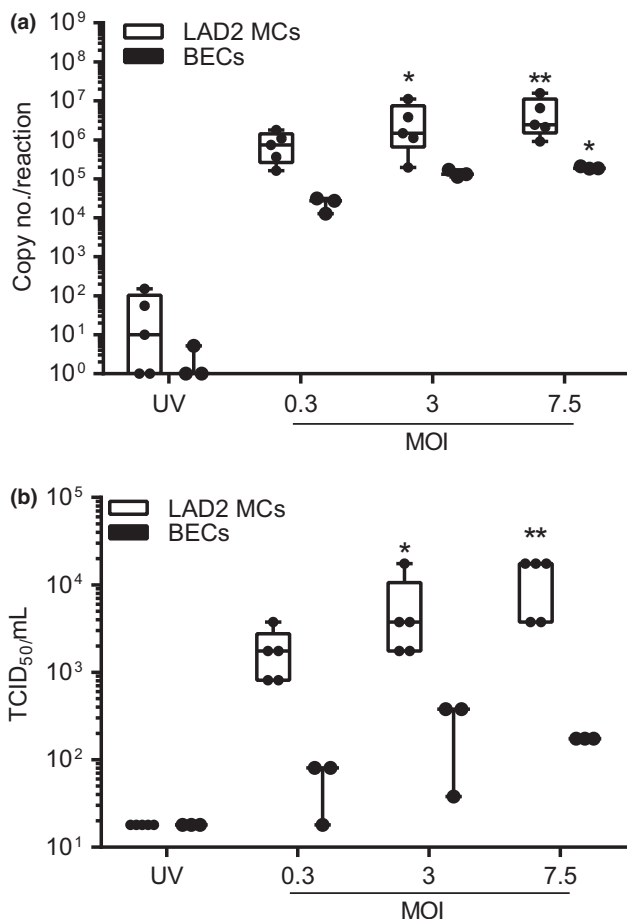 (a)
LAD2 MCs
BECs
Copy no./reaction
10⁹
10⁸
10⁷
10⁶
10⁵
10⁴
10³
10²
10¹
10⁰
*
**
*
UV 0.3 3 7.5
MOI
(b)
LAD2 MCs
BECs
TCID₅₀/mL
10⁵
10⁴
10³
10²
10¹
*
**
UV 0.3 3 7.5
MOI